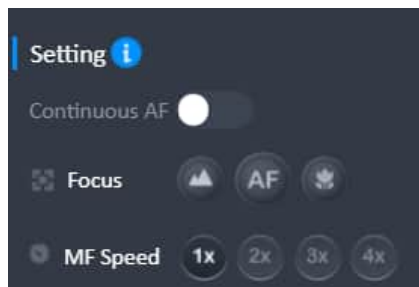 Setting i
Continuous AF
Focus AF
MF Speed 1x 2x 3x 4x